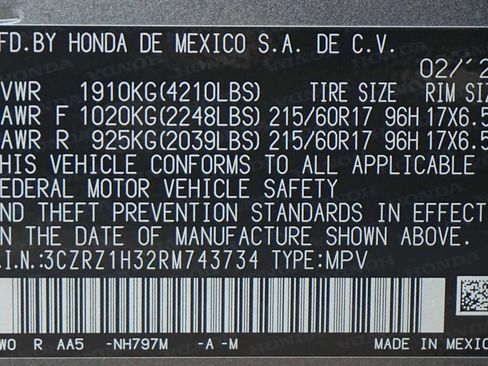 FD.BY HONDA DE MEXICO S.A. DE C.V.
02/'2
VWR 1910KG(4210LBS) TIRE SIZE RIM SIZ
AWR F 1020KG(2248LBS) 215/60R17 96H 17X6.5
AWR R 925KG(2039LBS) 215/60R17 96H 17X6.5
HIS VEHICLE CONFORMS TO ALL APPLICABLE
EDERAL MOTOR VEHICLE SAFETY
ND THEFT PREVENTION STANDARDS IN EFFECT
N THE DATE OF MANUFACTURE SHOWN ABOVE.
.I.N.:3CZRZ1H32RM743734 TYPE:MPV
WO R AA5 -NH797M -A-M MADE IN MEXICO